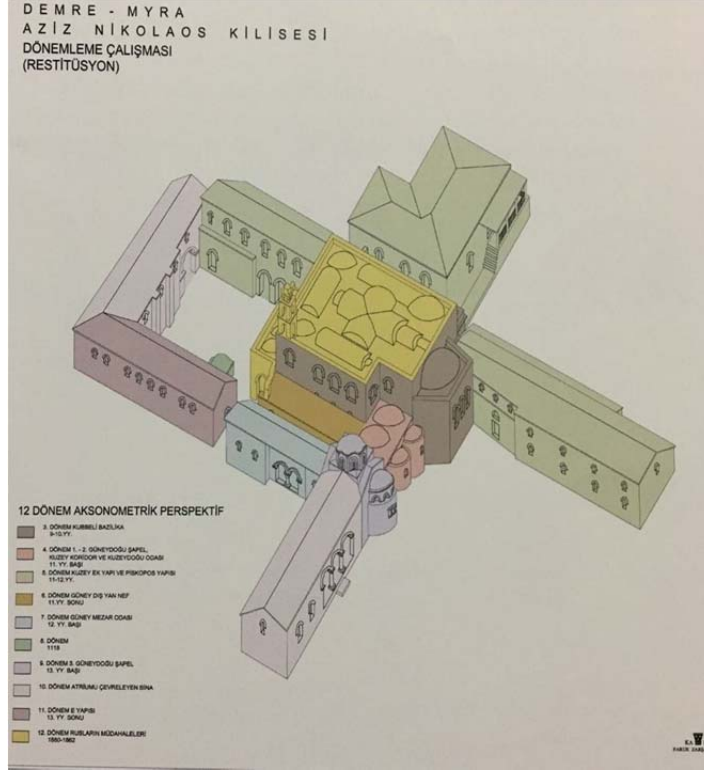 DEMRE - MYRA
AZİZ NİKOLAOS KİLİSESİ
DÖNEMLEME ÇALIŞMASI
(RESTİTÜSYON)
12 DÖNEM AKSONOMETRİK PERSPEKTİF
3. DÖNEM KUBBELİ BAZİLİKA
9-10.YY.
4. DÖNEM 1. - 2. GÜNEYDOĞU ŞAPEL,
KUZEY KORİDOR VE KUZEYDOĞU ODASI
11. YY. BAŞI
5. DÖNEM KUZEY EK YAPI VE PİSKOPOS YAPISI
11-12.YY.
6. DÖNEM GÜNEY DIŞ YAN NEF
11.YY. SONU
7. DÖNEM GÜNEY MEZAR ODASI
12. YY. BAŞI
8. DÖNEM
1118
9. DÖNEM 3. GÜNEYDOĞU ŞAPEL
13. YY. BAŞI
10. DÖNEM ATRIUMU ÇEVRELEYEN BİNA
11. DÖNEM E YAPISI
13. YY. SONU
12. DÖNEM RUSLARIN MÜDAHALELERİ
1860-1862